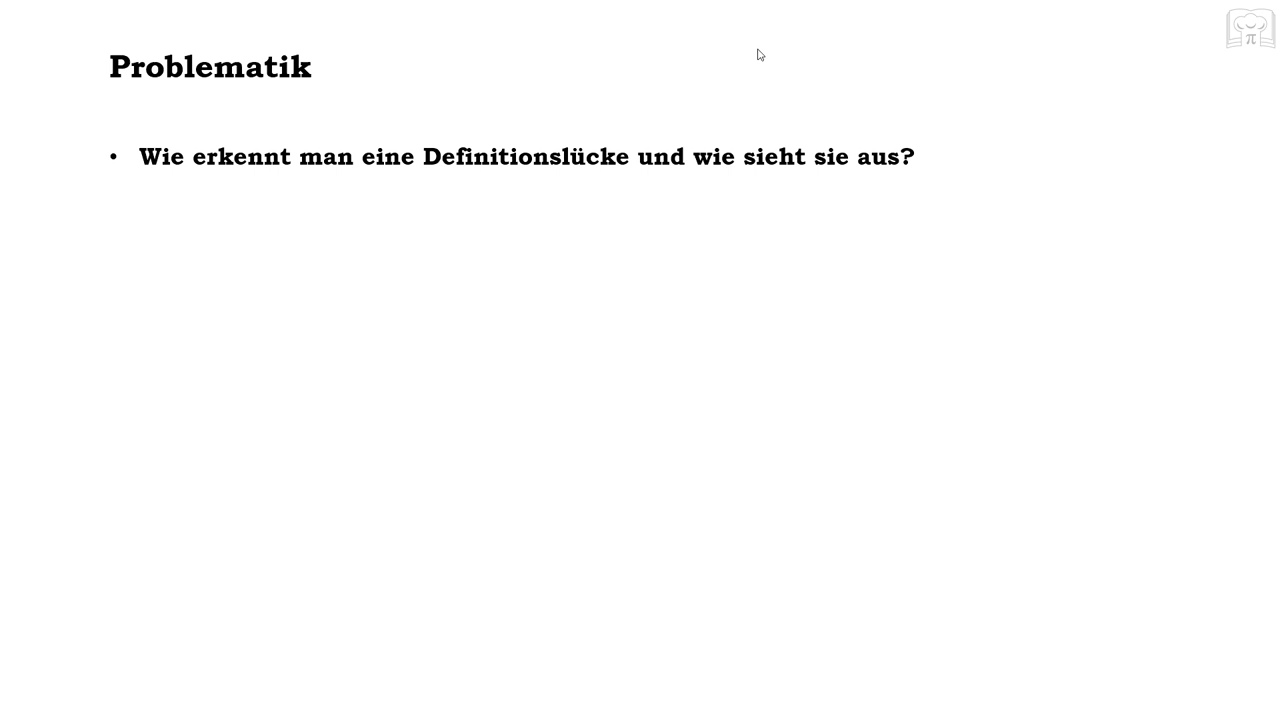 Problematik
• Wie erkennt man eine Definitionslücke und wie sieht sie aus?
π